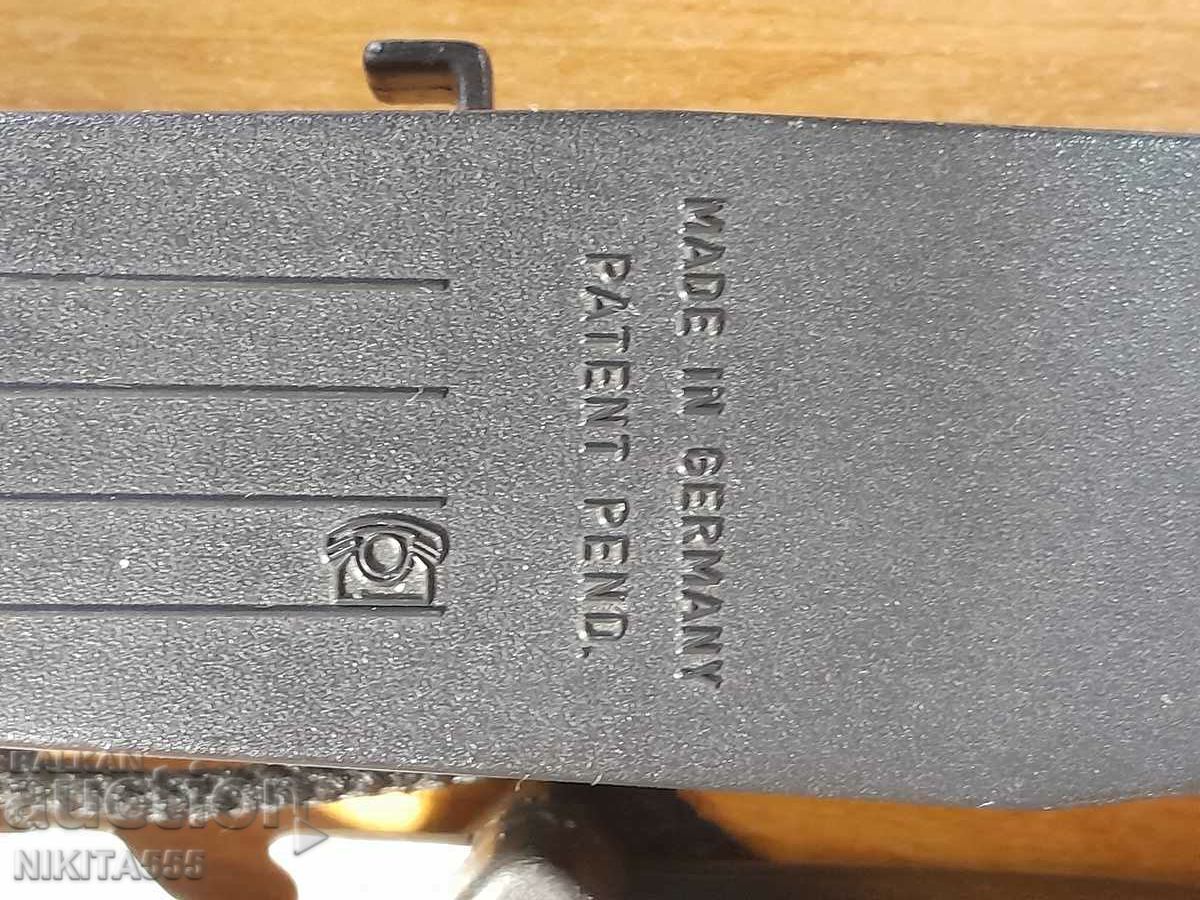 MADE IN GERMANY
PATENT PEND.
BALKAN
auction
NIKITA555